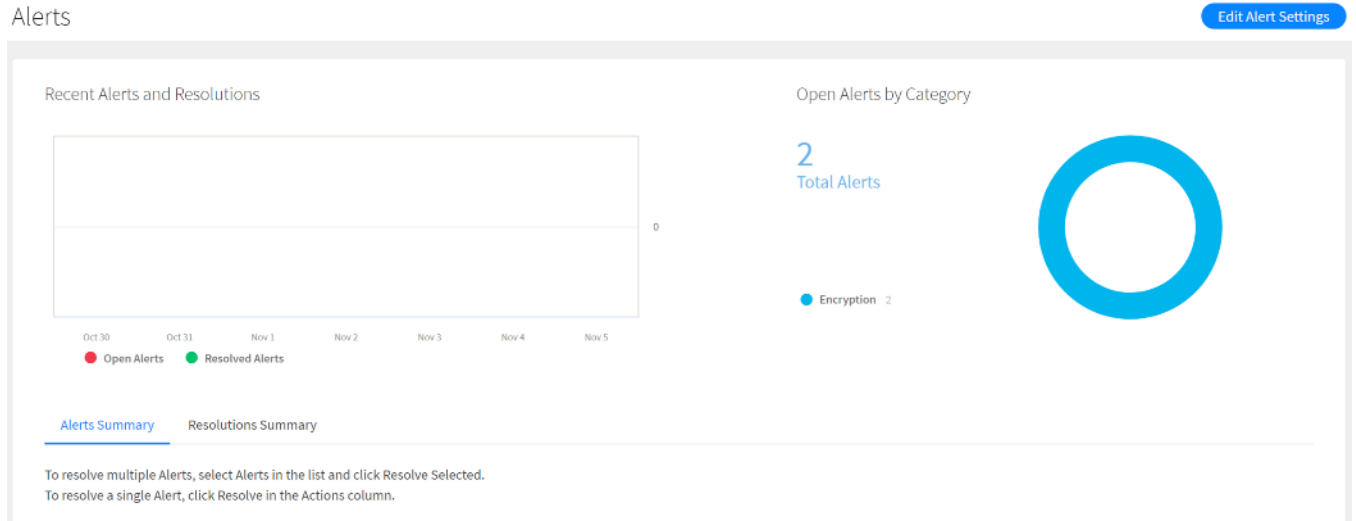 Alerts
Edit Alert Settings
Recent Alerts and Resolutions
0
Oct 30 Oct 31 Nov 1 Nov 2 Nov 3 Nov 4 Nov 5
Open Alerts Resolved Alerts
Open Alerts by Category
2
Total Alerts
Encryption 2
Alerts Summary Resolutions Summary
To resolve multiple Alerts, select Alerts in the list and click Resolve Selected.
To resolve a single Alert, click Resolve in the Actions column.